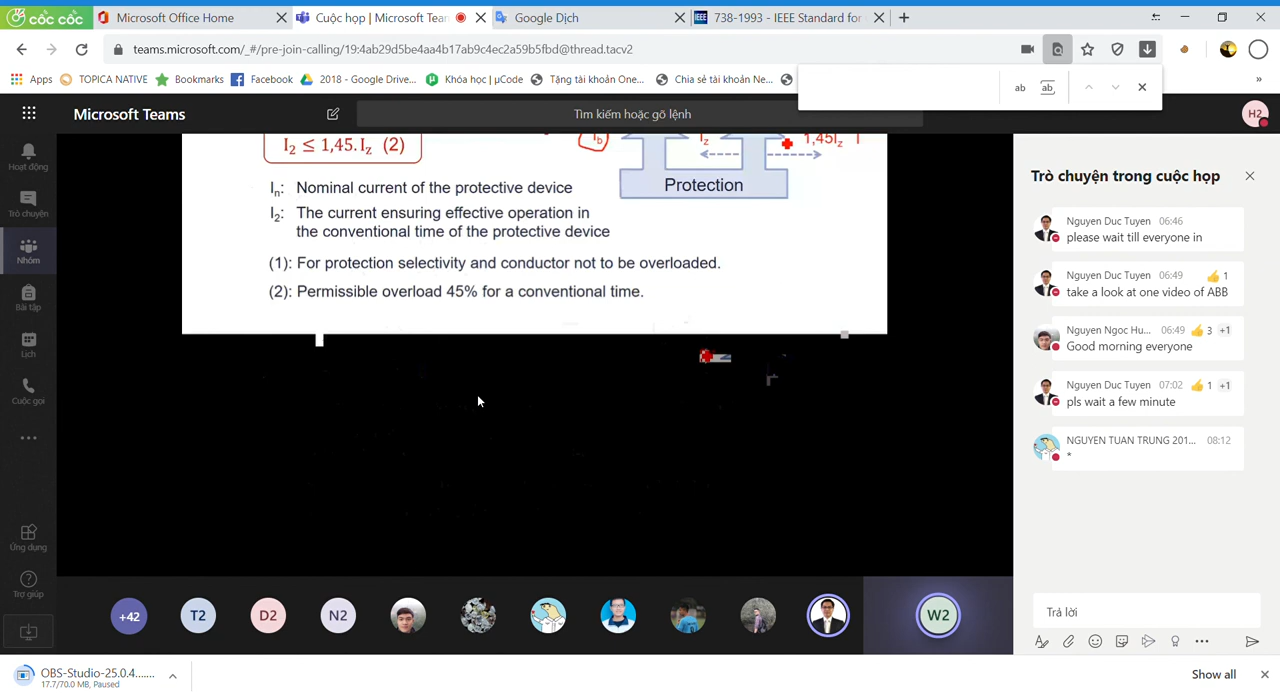 cốc cốc
Microsoft Office Home
Cuộc họp | Microsoft Tear
Google Dịch
738-1993 - IEEE Standard for
teams.microsoft.com/_#/pre-join-calling/19:4ab29d5be4aa4b17ab9c4ec2a59b5fbd@thread.tacv2
Apps
TOPICA NATIVE
Bookmarks
Facebook
2018 - Google Drive...
Khóa học | µCode
Tặng tài khoản One...
Chia sẻ tài khoản Ne...
»
ab
ab
Microsoft Teams
Tìm kiếm hoặc gõ lệnh
H2
Hoạt động
Trò chuyện
Nhóm
Bài tập
Lịch
Cuộc gọi
Ứng dụng
Trợ giúp
I₂ ≤ 1,45.I_z (2)
I_b
I_z
1,45I_z
Protection
I_n: Nominal current of the protective device
I₂: The current ensuring effective operation in
the conventional time of the protective device
(1): For protection selectivity and conductor not to be overloaded.
(2): Permissible overload 45% for a conventional time.
Trò chuyện trong cuộc họp
Nguyen Duc Tuyen 06:46
please wait till everyone in
Nguyen Duc Tuyen 06:49 1
take a look at one video of ABB
Nguyen Ngoc Hu... 06:49 3 +1
Good morning everyone
Nguyen Duc Tuyen 07:02 1 +1
pls wait a few minute
NGUYEN TUAN TRUNG 201... 08:12
*
Trả lời
+42
T2
D2
N2
W2
OBS-Studio-25.0.4.......
17.7/70.0 MB, Paused
Show all